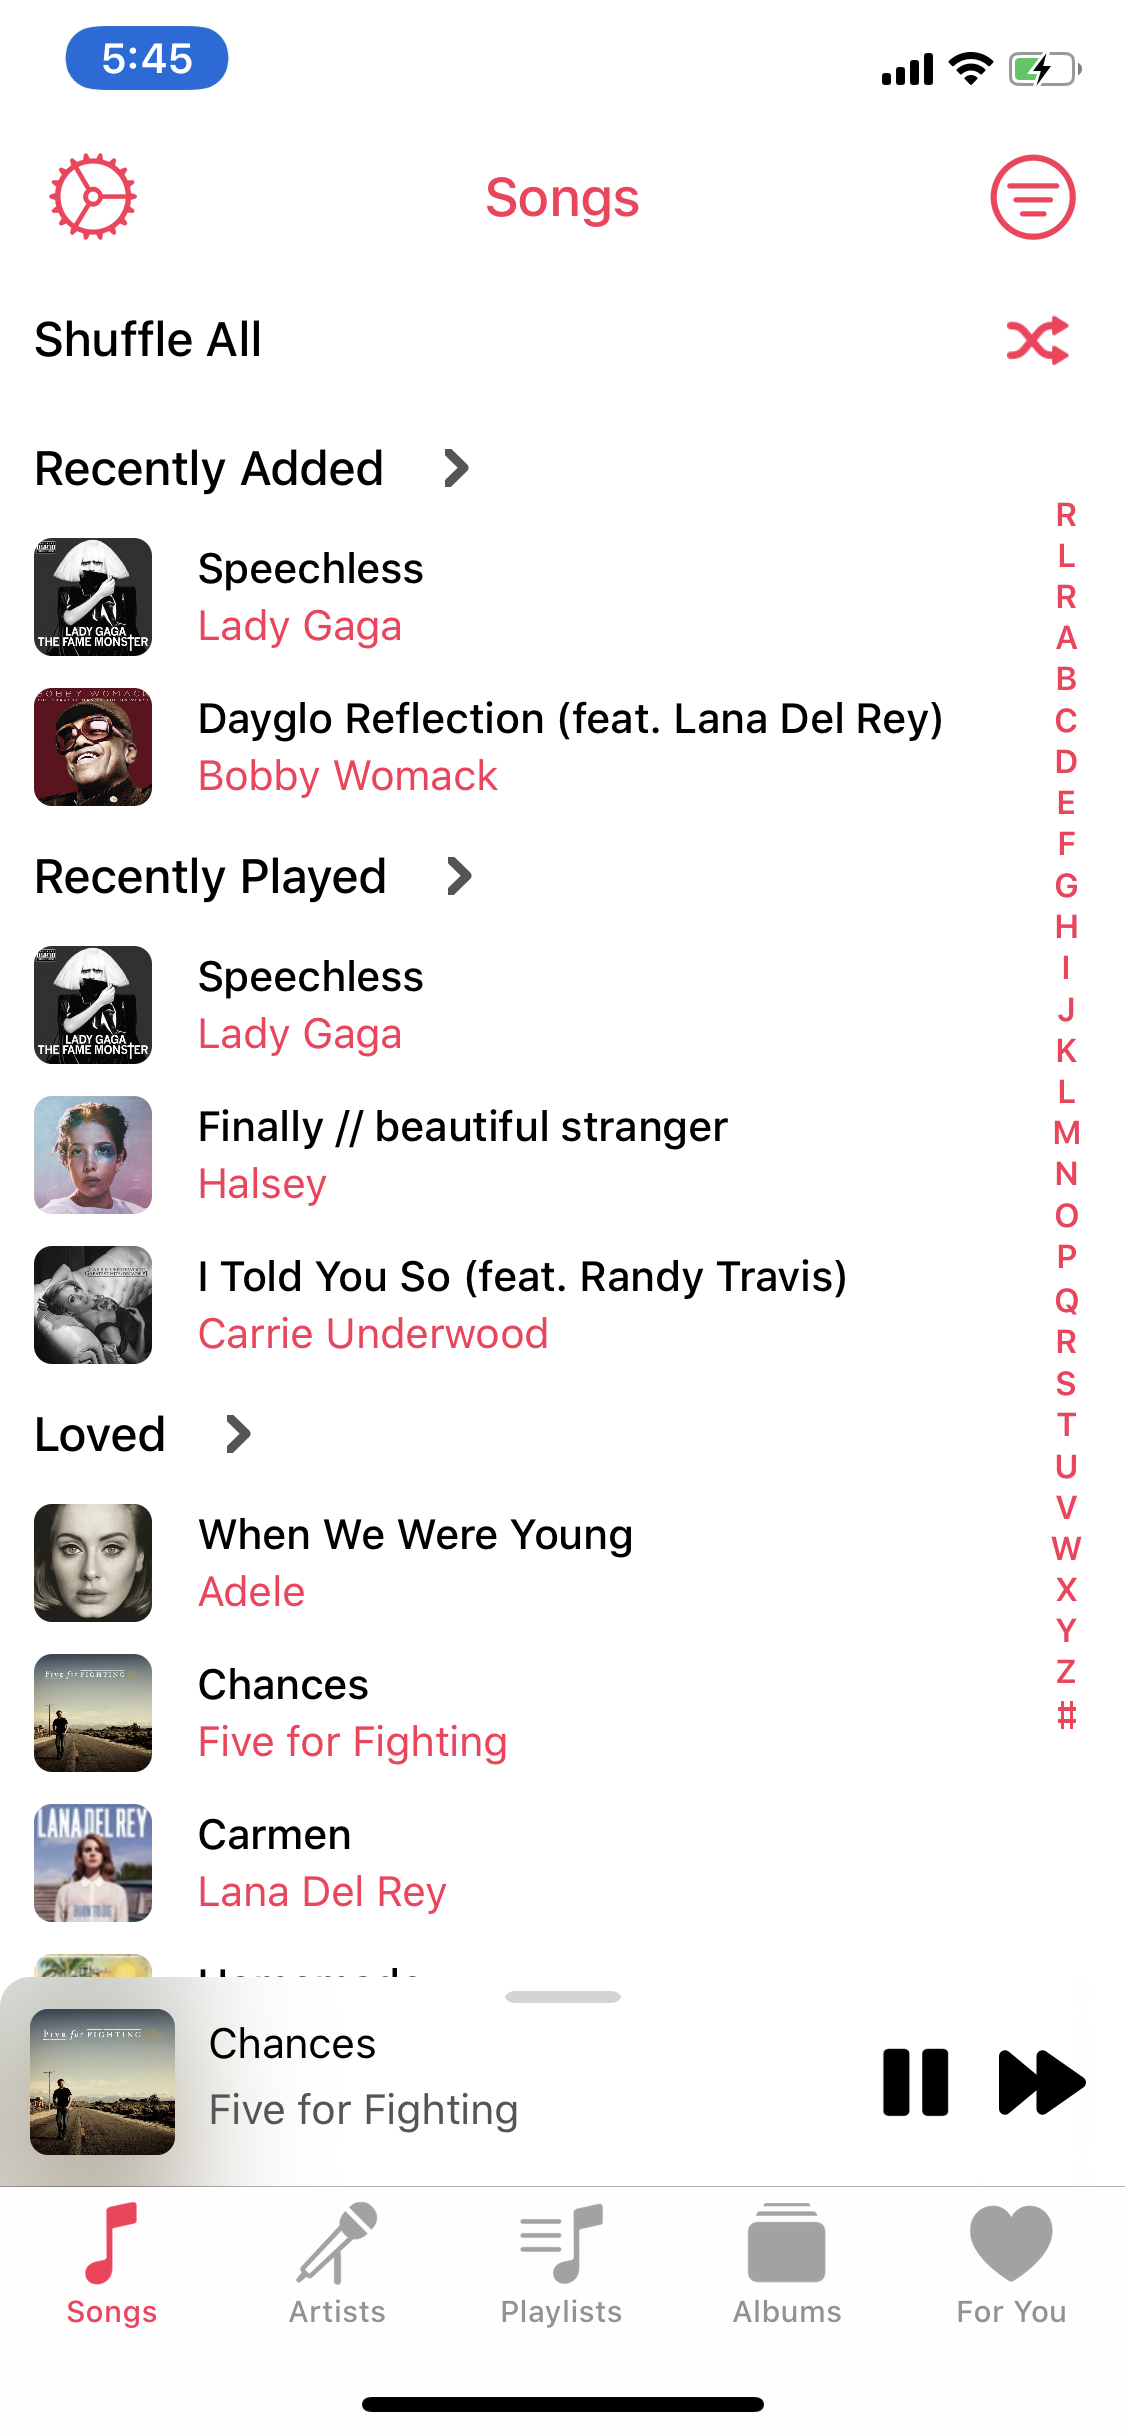 5:45
Songs
Shuffle All
Recently Added
Speechless
Lady Gaga
LADY GAGA
THE FAME MONSTER
Dayglo Reflection (feat. Lana Del Rey)
Bobby Womack
BOBBY WOMACK
Recently Played
Speechless
Lady Gaga
LADY GAGA
THE FAME MONSTER
Finally // beautiful stranger
Halsey
I Told You So (feat. Randy Travis)
Carrie Underwood
Loved
When We Were Young
Adele
Chances
Five for Fighting
FIVE for FIGHTING
Carmen
Lana Del Rey
LANA DEL REY
BORN TO DIE
R
L
R
A
B
C
D
E
F
G
H
I
J
K
L
M
N
O
P
Q
R
S
T
U
V
W
X
Y
Z
#
Chances
Five for Fighting
FIVE for FIGHTING
Songs
Artists
Playlists
Albums
For You